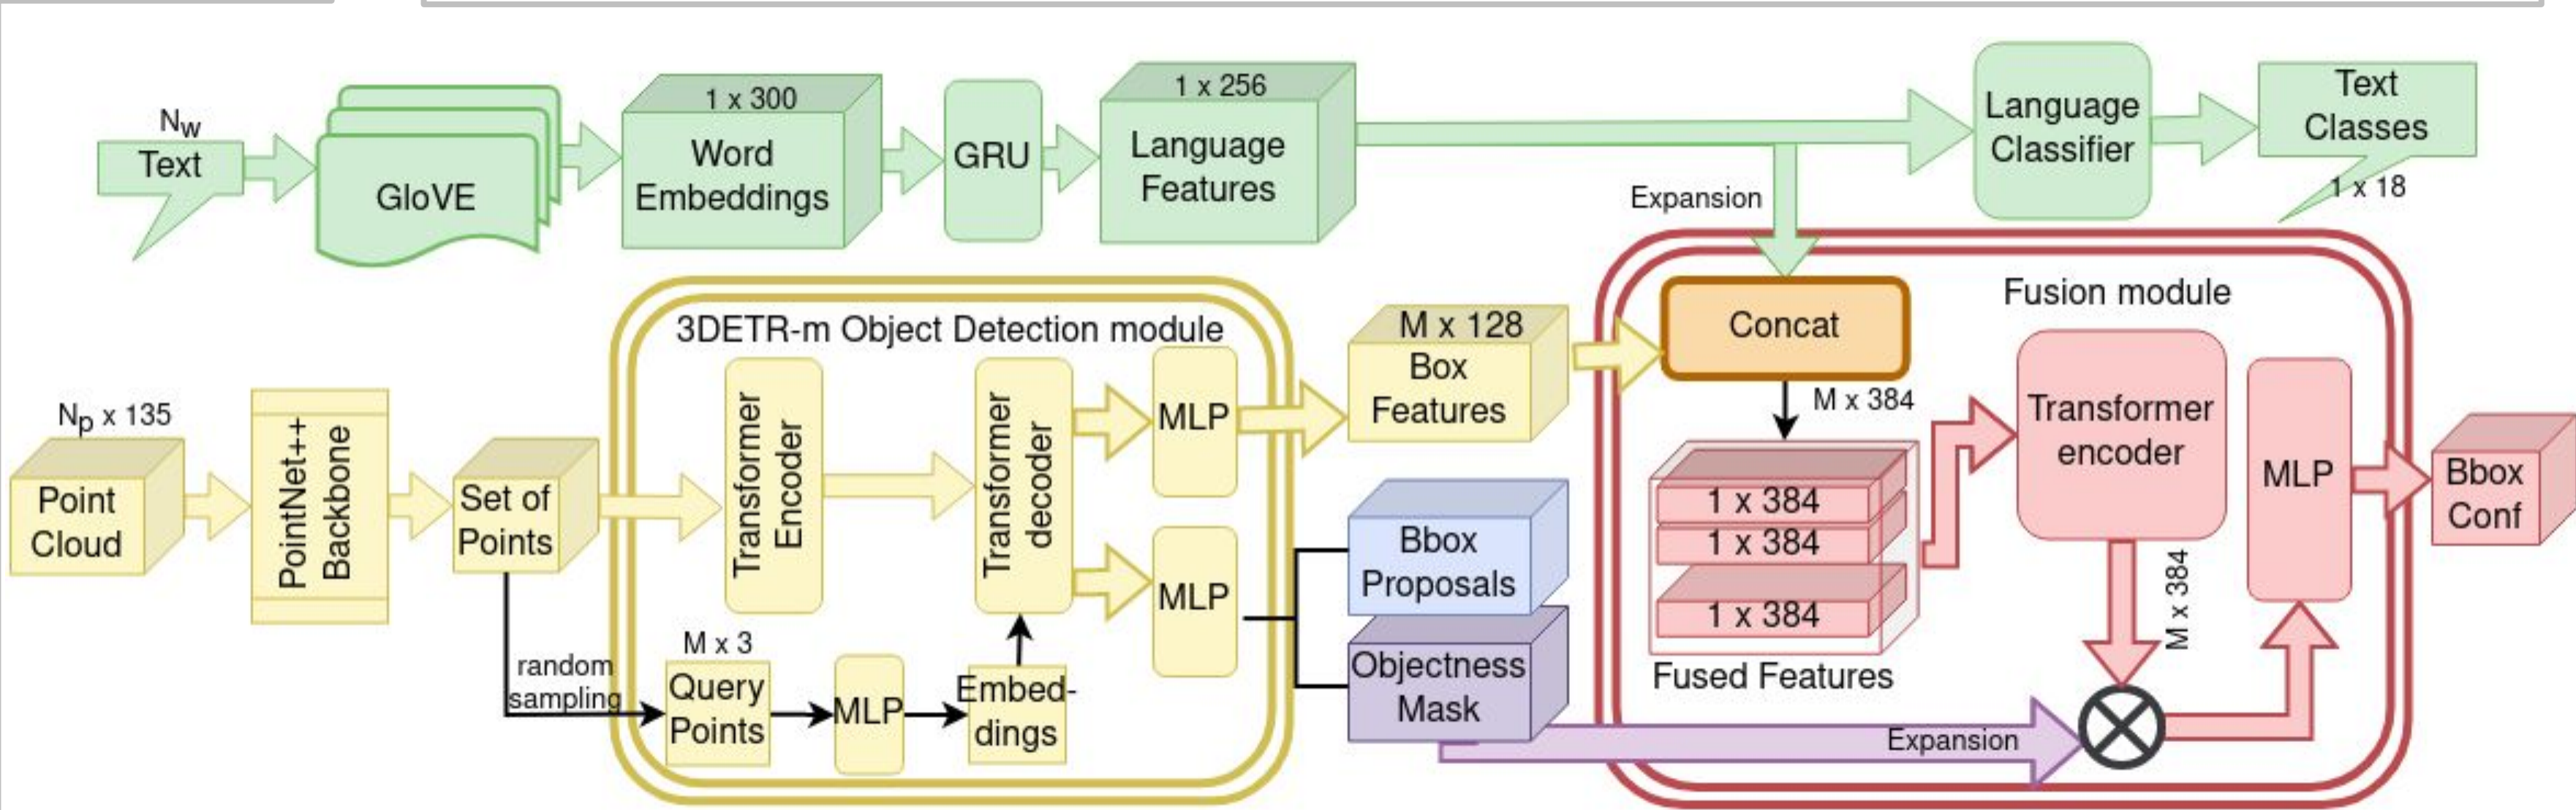 N_w
Text
GloVE
1 x 300
Word
Embeddings
GRU
1 x 256
Language
Features
Language
Classifier
Text
Classes
1 x 18
Expansion
N_p x 135
Point
Cloud
PointNet++
Backbone
Set of
Points
random
sampling
3DETR-m Object Detection module
Transformer
Encoder
Transformer
decoder
MLP
MLP
M x 3
Query
Points
MLP
Embed-
dings
M x 128
Box
Features
Bbox
Proposals
Objectness
Mask
Fusion module
Concat
M x 384
1 x 384
1 x 384
1 x 384
Fused Features
Transformer
encoder
M x 384
MLP
Expansion
Bbox
Conf